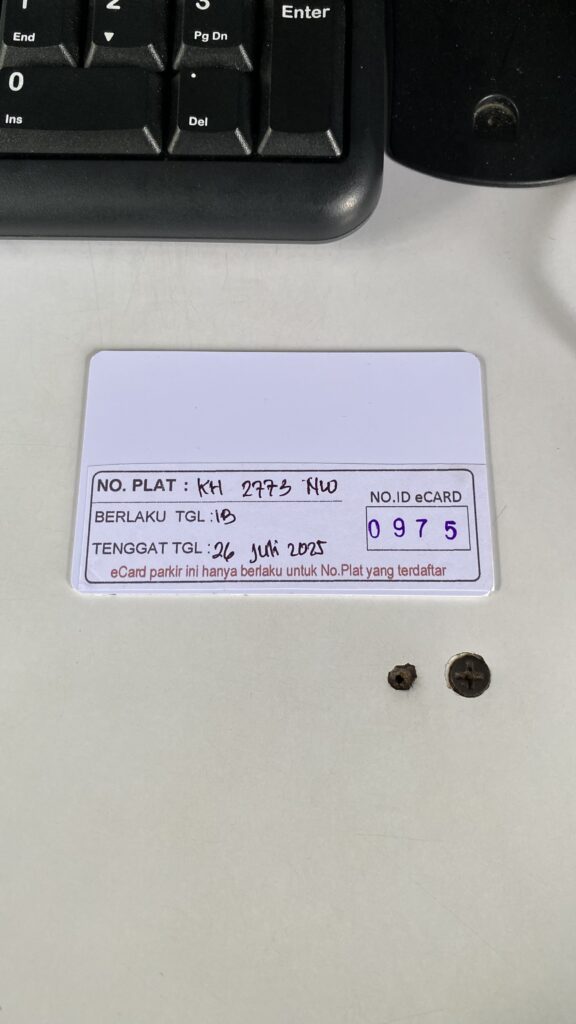 1 2 3 Enter
End ▼ Pg Dn
0 .
Ins Del
NO. PLAT : KH 2773 NW
NO.ID eCARD
BERLAKU TGL :1B
0 9 7 5
TENGGAT TGL : 26 Juli 2025
eCard parkir ini hanya berlaku untuk No.Plat yang terdaftar